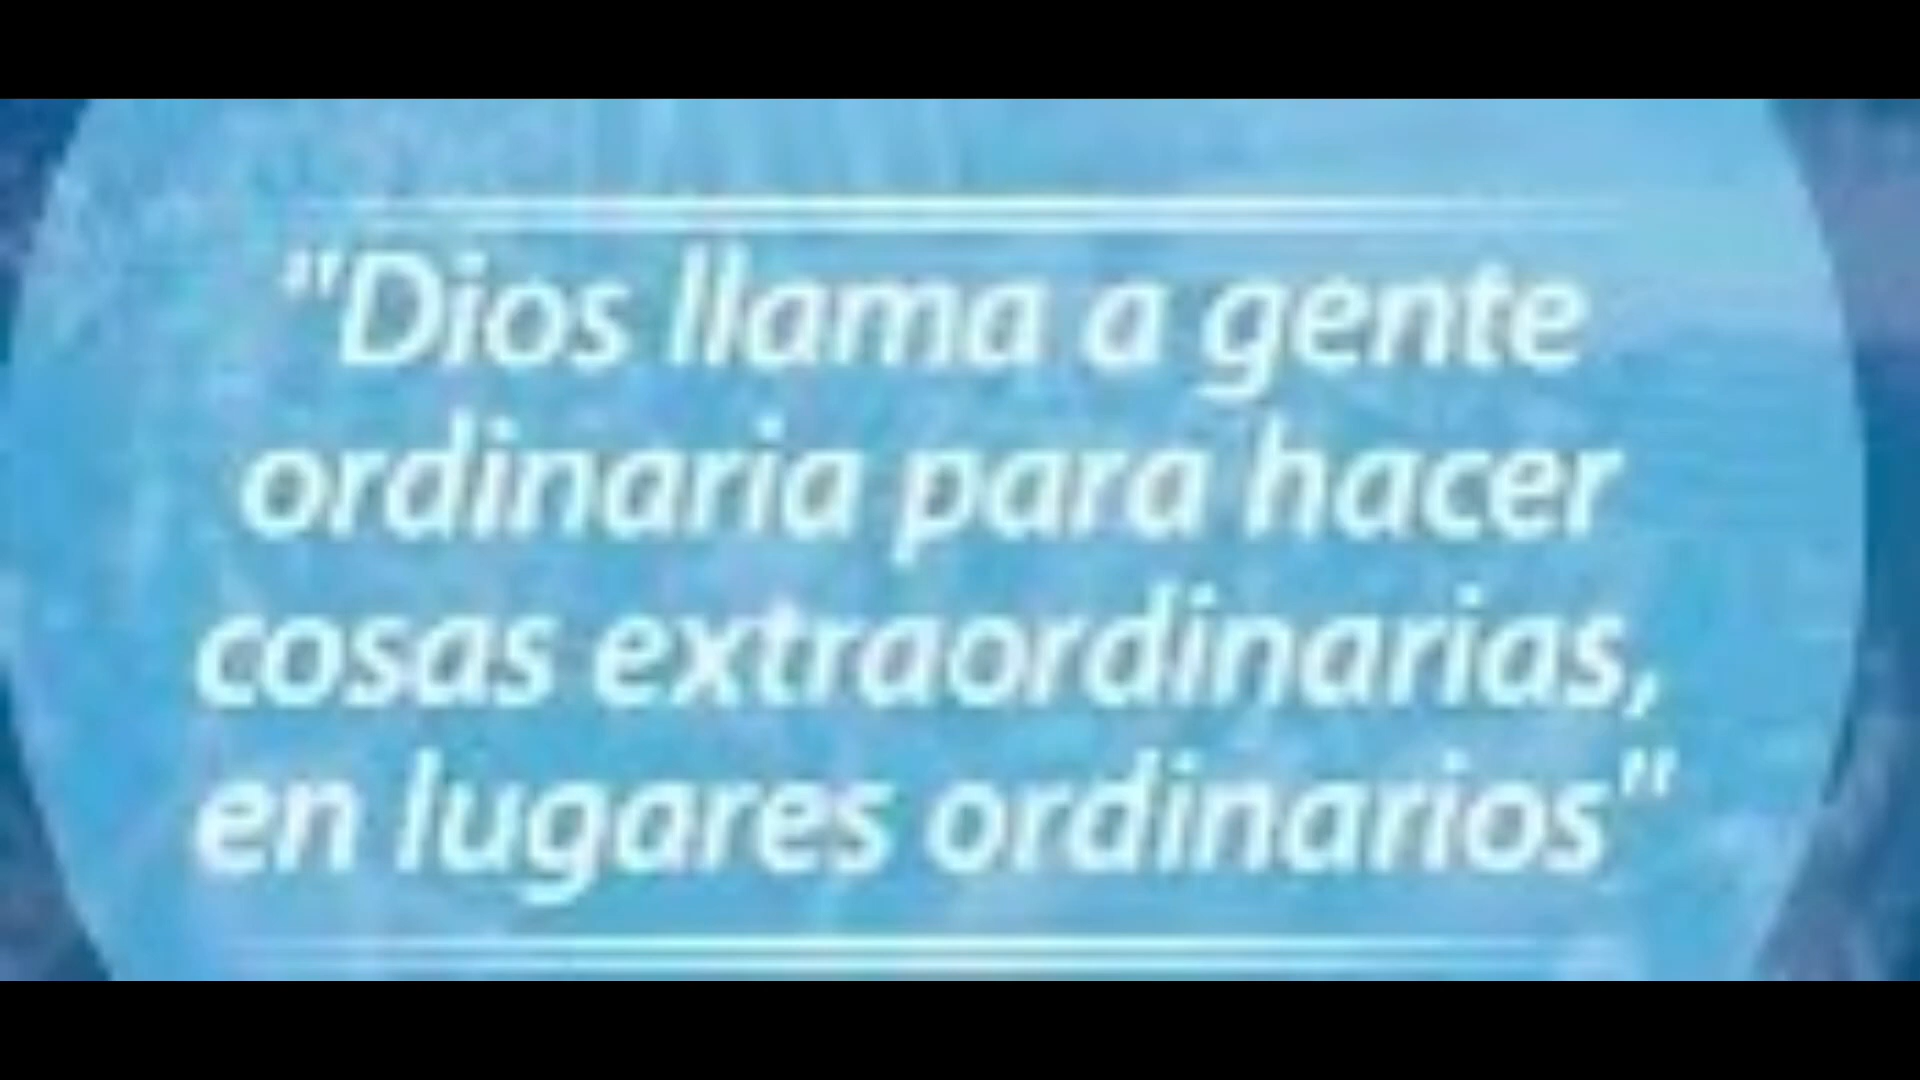 "Dios llama a gente
ordinaria para hacer
cosas extraordinarias,
en lugares ordinarios"